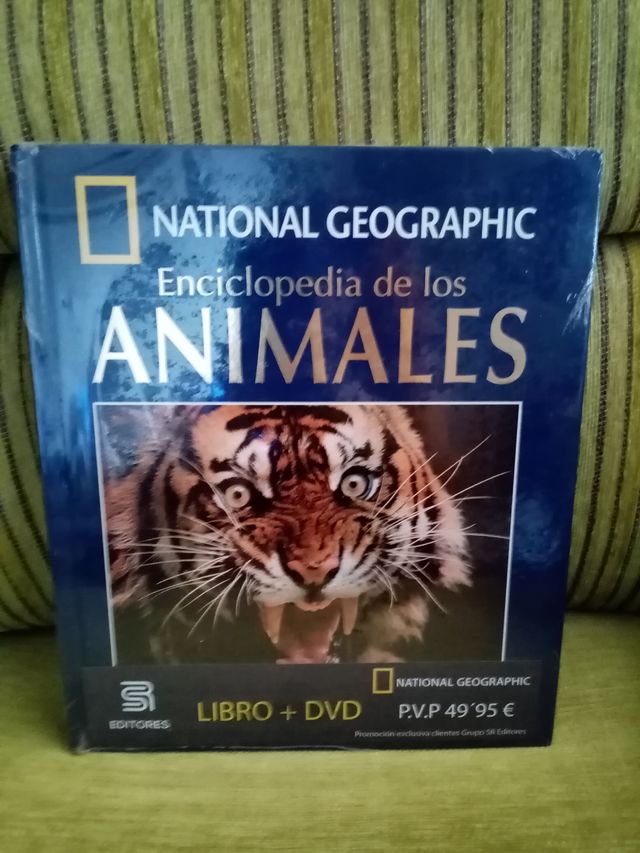 NATIONAL GEOGRAPHIC
Enciclopedia de los
ANIMALES
NATIONAL GEOGRAPHIC
SR
EDITORES
LIBRO + DVD
P.V.P 49´95 €
Promoción exclusiva clientes Grupo SR Editores